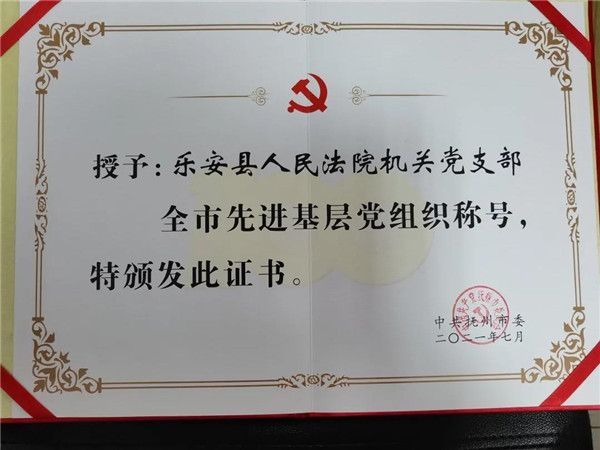 授予：乐安县人民法院机关党支部
全市先进基层党组织称号，
特颁发此证书。
中共抚州市委
二〇二一年七月